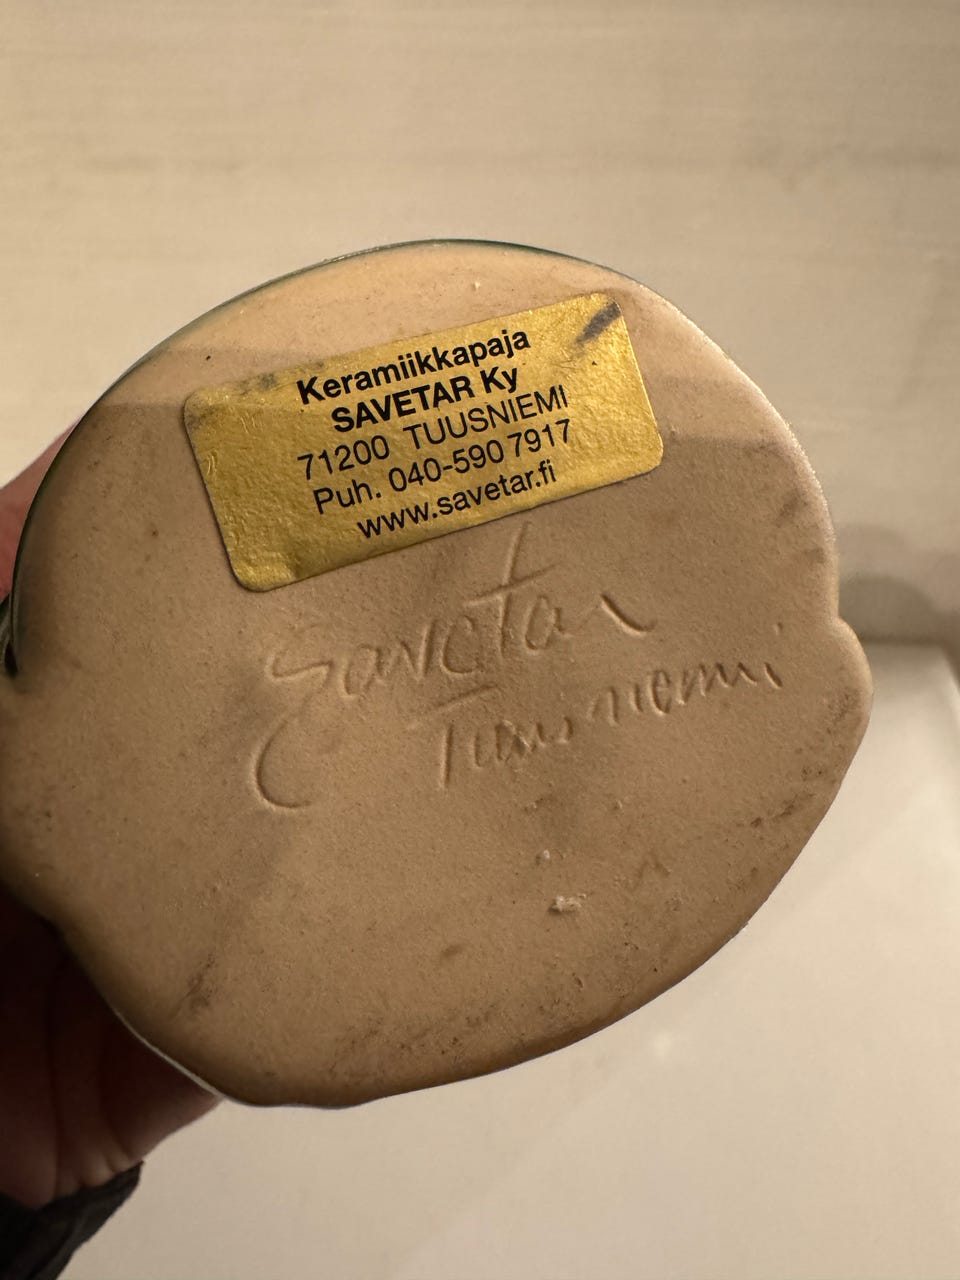 Keramiikkapaja
SAVETAR Ky
71200 TUUSNIEMI
Puh. 040-590 7917
www.savetar.fi
Savetar
Tuusniemi